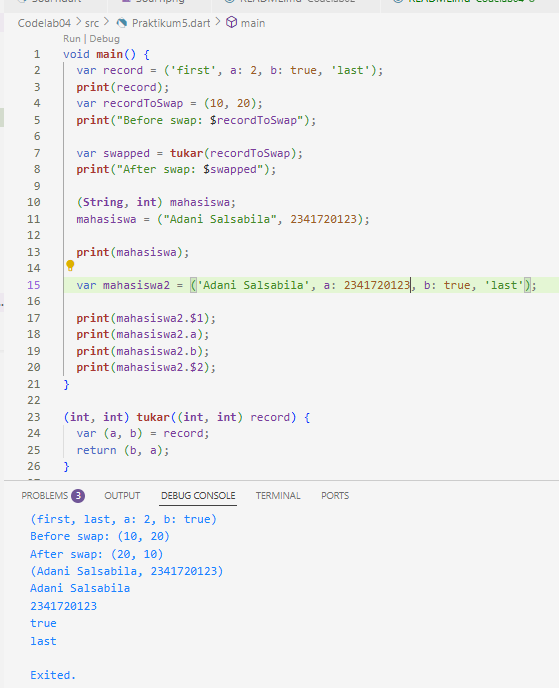 Codelab04 > src > Praktikum5.dart > main
Run | Debug
1 void main() {
2 var record = ('first', a: 2, b: true, 'last');
3 print(record);
4 var recordToSwap = (10, 20);
5 print("Before swap: $recordToSwap");
6
7 var swapped = tukar(recordToSwap);
8 print("After swap: $swapped");
9
10 (String, int) mahasiswa;
11 mahasiswa = ("Adani Salsabila", 2341720123);
12
13 print(mahasiswa);
14
15 var mahasiswa2 = ('Adani Salsabila', a: 2341720123, b: true, 'last');
16
17 print(mahasiswa2.$1);
18 print(mahasiswa2.a);
19 print(mahasiswa2.b);
20 print(mahasiswa2.$2);
21 }
22
23 (int, int) tukar((int, int) record) {
24 var (a, b) = record;
25 return (b, a);
26 }
PROBLEMS 3 OUTPUT DEBUG CONSOLE TERMINAL PORTS
(first, last, a: 2, b: true)
Before swap: (10, 20)
After swap: (20, 10)
(Adani Salsabila, 2341720123)
Adani Salsabila
2341720123
true
last
Exited.